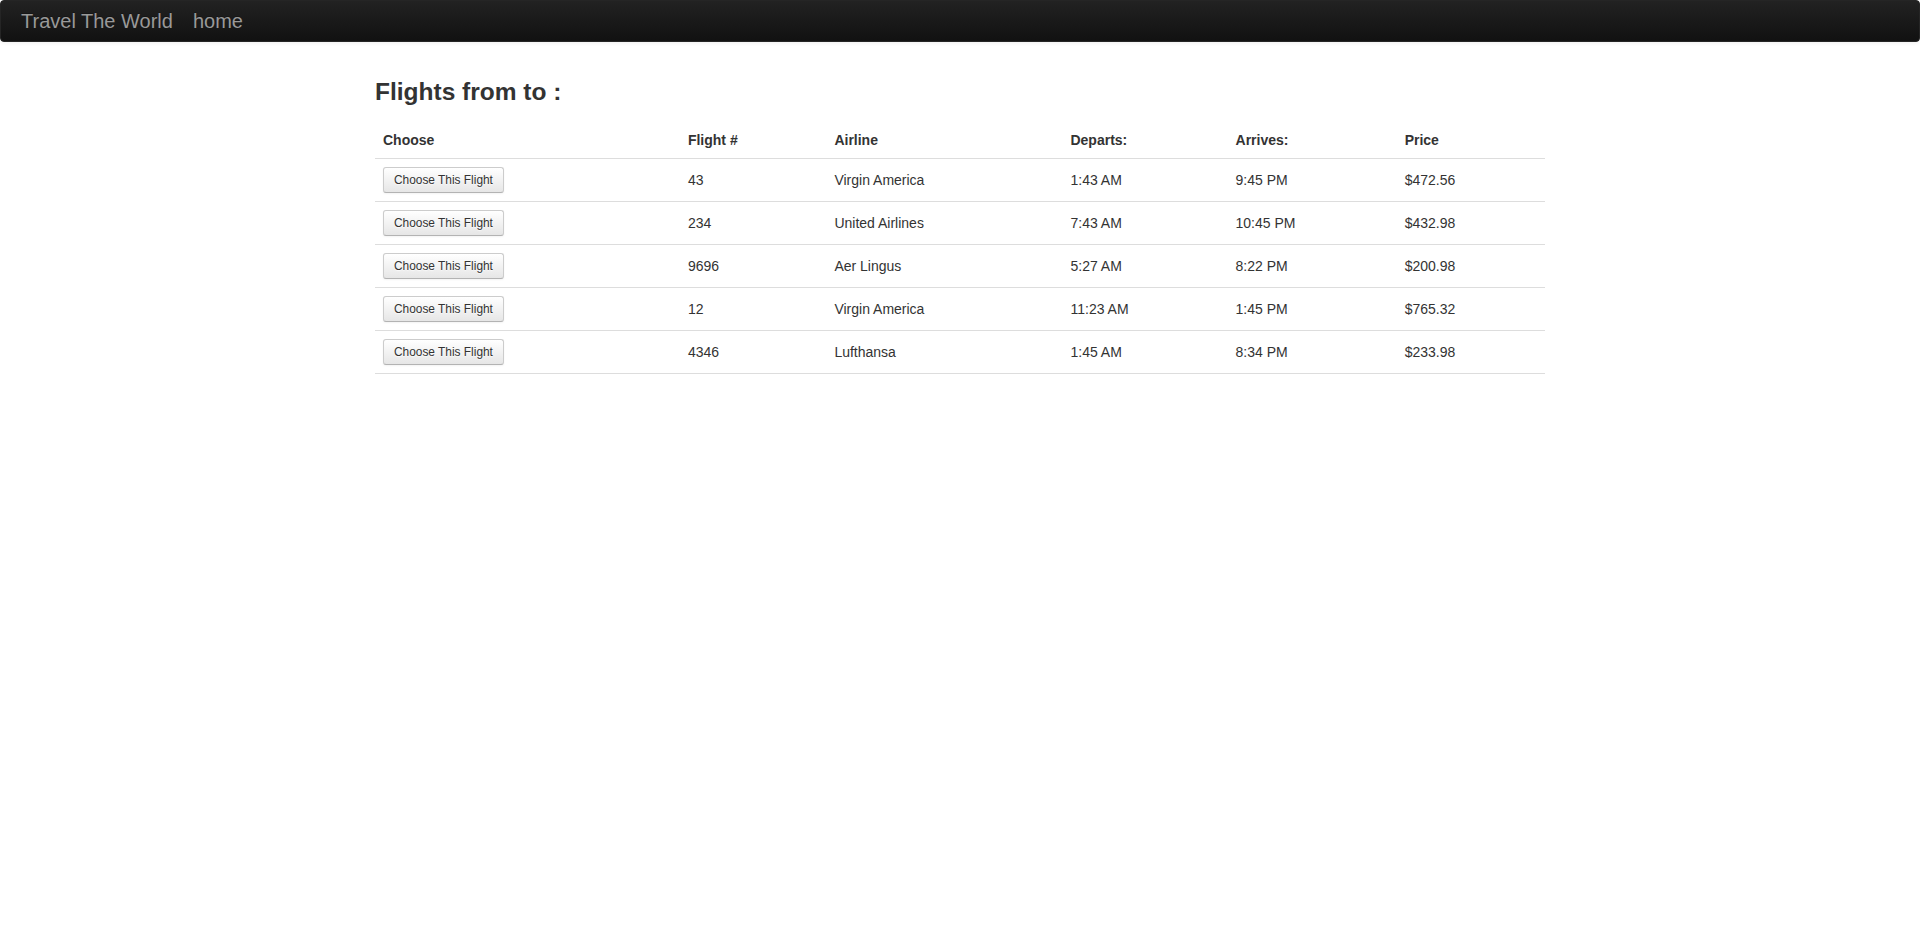 Travel The World home
Flights from to :
Choose Flight # Airline Departs: Arrives: Price
Choose This Flight 43 Virgin America 1:43 AM 9:45 PM $472.56
Choose This Flight 234 United Airlines 7:43 AM 10:45 PM $432.98
Choose This Flight 9696 Aer Lingus 5:27 AM 8:22 PM $200.98
Choose This Flight 12 Virgin America 11:23 AM 1:45 PM $765.32
Choose This Flight 4346 Lufthansa 1:45 AM 8:34 PM $233.98